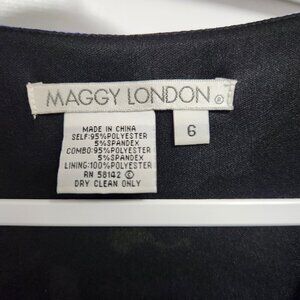 MAGGY LONDON®
6
MADE IN CHINA
SELF:95%POLYESTER
5%SPANDEX
COMBO:95%POLYESTER
5%SPANDEX
LINING:100%POLYESTER
RN 58142 ©
DRY CLEAN ONLY